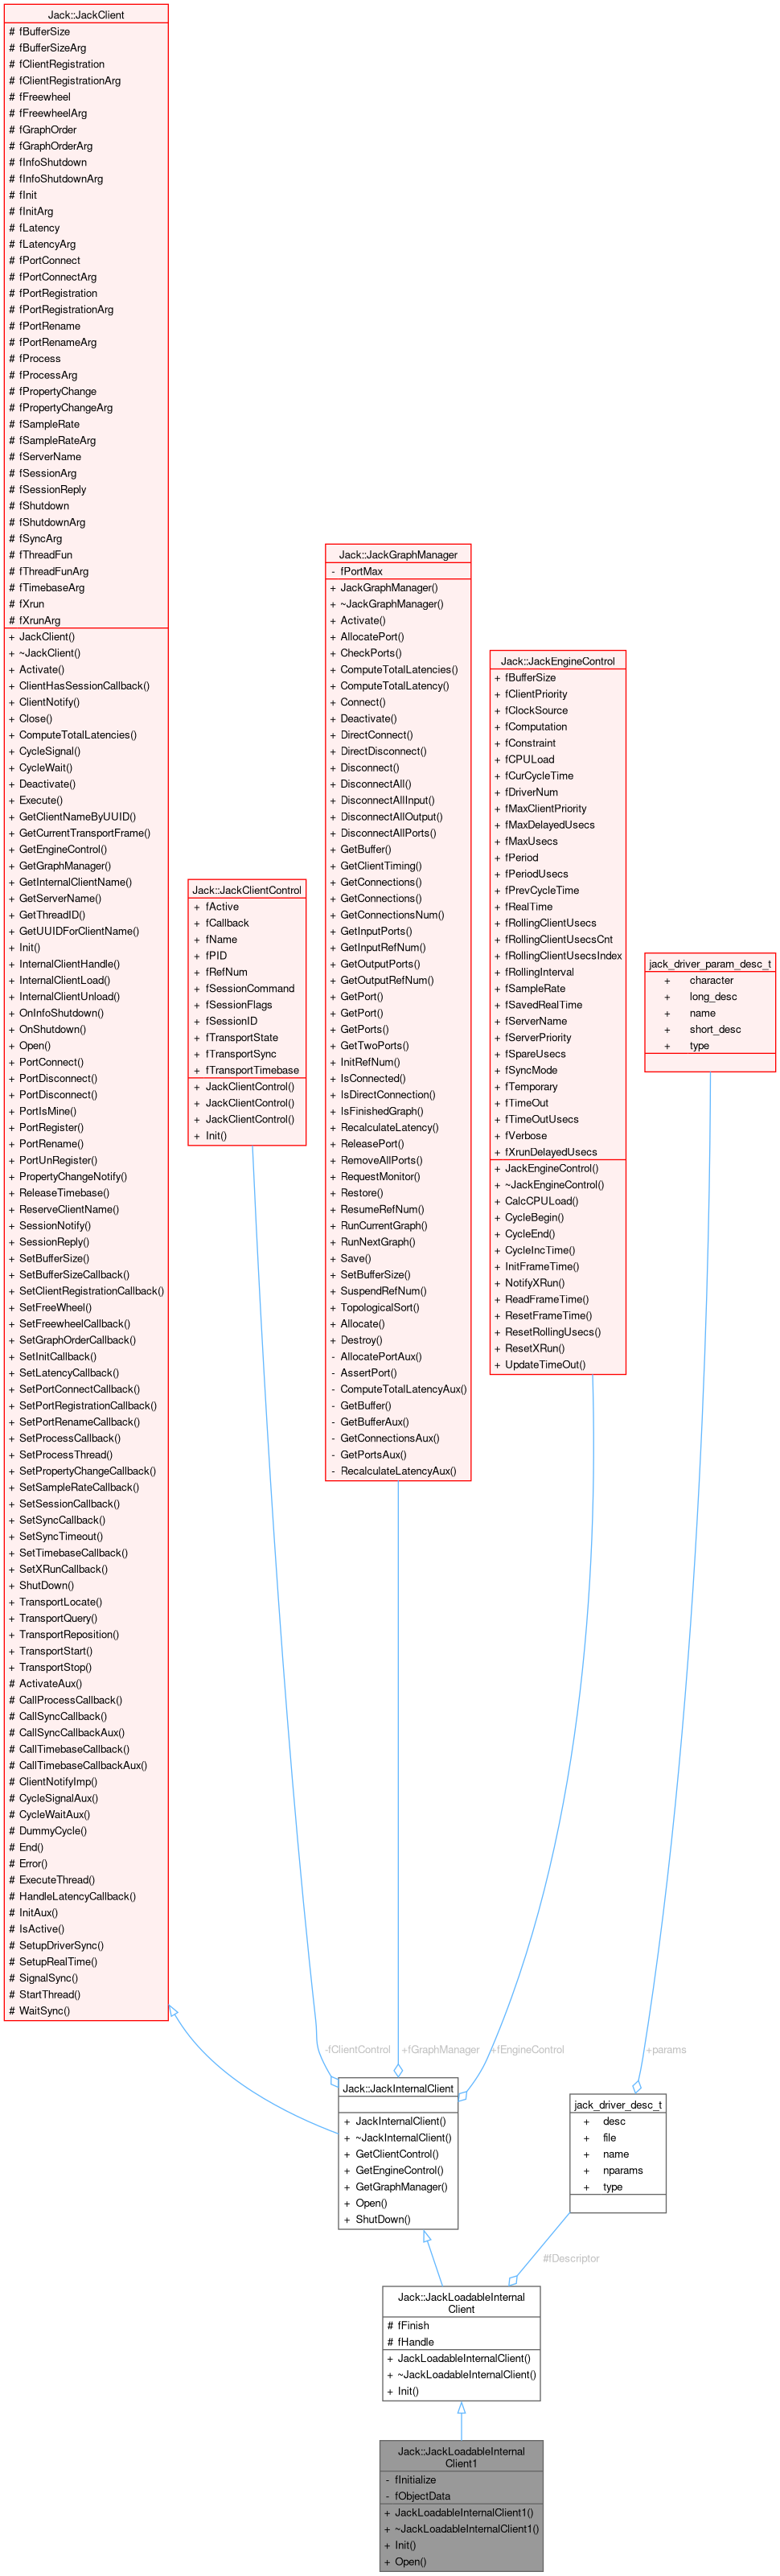 Jack::JackClient
# fBufferSize
# fBufferSizeArg
# fClientRegistration
# fClientRegistrationArg
# fFreewheel
# fFreewheelArg
# fGraphOrder
# fGraphOrderArg
# fInfoShutdown
# fInfoShutdownArg
# fInit
# fInitArg
# fLatency
# fLatencyArg
# fPortConnect
# fPortConnectArg
# fPortRegistration
# fPortRegistrationArg
# fPortRename
# fPortRenameArg
# fProcess
# fProcessArg
# fPropertyChange
# fPropertyChangeArg
# fSampleRate
# fSampleRateArg
# fServerName
# fSessionArg
# fSessionReply
# fShutdown
# fShutdownArg
# fSyncArg
# fThreadFun
# fThreadFunArg
# fTimebaseArg
# fXrun
# fXrunArg
+ JackClient()
+ ~JackClient()
+ Activate()
+ ClientHasSessionCallback()
+ ClientNotify()
+ Close()
+ ComputeTotalLatencies()
+ CycleSignal()
+ CycleWait()
+ Deactivate()
+ Execute()
+ GetClientNameByUUID()
+ GetCurrentTransportFrame()
+ GetEngineControl()
+ GetGraphManager()
+ GetInternalClientName()
+ GetServerName()
+ GetThreadID()
+ GetUUIDForClientName()
+ Init()
+ InternalClientHandle()
+ InternalClientLoad()
+ InternalClientUnload()
+ OnInfoShutdown()
+ OnShutdown()
+ Open()
+ PortConnect()
+ PortDisconnect()
+ PortDisconnect()
+ PortIsMine()
+ PortRegister()
+ PortRename()
+ PortUnRegister()
+ PropertyChangeNotify()
+ ReleaseTimebase()
+ ReserveClientName()
+ SessionNotify()
+ SessionReply()
+ SetBufferSize()
+ SetBufferSizeCallback()
+ SetClientRegistrationCallback()
+ SetFreeWheel()
+ SetFreewheelCallback()
+ SetGraphOrderCallback()
+ SetInitCallback()
+ SetLatencyCallback()
+ SetPortConnectCallback()
+ SetPortRegistrationCallback()
+ SetPortRenameCallback()
+ SetProcessCallback()
+ SetProcessThread()
+ SetPropertyChangeCallback()
+ SetSampleRateCallback()
+ SetSessionCallback()
+ SetSyncCallback()
+ SetSyncTimeout()
+ SetTimebaseCallback()
+ SetXRunCallback()
+ ShutDown()
+ TransportLocate()
+ TransportQuery()
+ TransportReposition()
+ TransportStart()
+ TransportStop()
# ActivateAux()
# CallProcessCallback()
# CallSyncCallback()
# CallSyncCallbackAux()
# CallTimebaseCallback()
# CallTimebaseCallbackAux()
# ClientNotifyImp()
# CycleSignalAux()
# CycleWaitAux()
# DummyCycle()
# End()
# Error()
# ExecuteThread()
# HandleLatencyCallback()
# InitAux()
# IsActive()
# SetupDriverSync()
# SetupRealTime()
# SignalSync()
# StartThread()
# WaitSync()
Jack::JackClientControl
+ fActive
+ fCallback
+ fName
+ fPID
+ fRefNum
+ fSessionCommand
+ fSessionFlags
+ fSessionID
+ fTransportState
+ fTransportSync
+ fTransportTimebase
+ JackClientControl()
+ JackClientControl()
+ JackClientControl()
+ Init()
Jack::JackGraphManager
- fPortMax
+ JackGraphManager()
+ ~JackGraphManager()
+ Activate()
+ AllocatePort()
+ CheckPorts()
+ ComputeTotalLatencies()
+ ComputeTotalLatency()
+ Connect()
+ Deactivate()
+ DirectConnect()
+ DirectDisconnect()
+ Disconnect()
+ DisconnectAll()
+ DisconnectAllInput()
+ DisconnectAllOutput()
+ DisconnectAllPorts()
+ GetBuffer()
+ GetClientTiming()
+ GetConnections()
+ GetConnections()
+ GetConnectionsNum()
+ GetInputPorts()
+ GetInputRefNum()
+ GetOutputPorts()
+ GetOutputRefNum()
+ GetPort()
+ GetPort()
+ GetPorts()
+ GetTwoPorts()
+ InitRefNum()
+ IsConnected()
+ IsDirectConnection()
+ IsFinishedGraph()
+ RecalculateLatency()
+ ReleasePort()
+ RemoveAllPorts()
+ RequestMonitor()
+ Restore()
+ ResumeRefNum()
+ RunCurrentGraph()
+ RunNextGraph()
+ Save()
+ SetBufferSize()
+ SuspendRefNum()
+ TopologicalSort()
+ Allocate()
+ Destroy()
- AllocatePortAux()
- AssertPort()
- ComputeTotalLatencyAux()
- GetBuffer()
- GetBufferAux()
- GetConnectionsAux()
- GetPortsAux()
- RecalculateLatencyAux()
Jack::JackEngineControl
+ fBufferSize
+ fClientPriority
+ fClockSource
+ fComputation
+ fConstraint
+ fCPULoad
+ fCurCycleTime
+ fDriverNum
+ fMaxClientPriority
+ fMaxDelayedUsecs
+ fMaxUsecs
+ fPeriod
+ fPeriodUsecs
+ fPrevCycleTime
+ fRealTime
+ fRollingClientUsecs
+ fRollingClientUsecsCnt
+ fRollingClientUsecsIndex
+ fRollingInterval
+ fSampleRate
+ fSavedRealTime
+ fServerName
+ fServerPriority
+ fSpareUsecs
+ fSyncMode
+ fTemporary
+ fTimeOut
+ fTimeOutUsecs
+ fVerbose
+ fXrunDelayedUsecs
+ JackEngineControl()
+ ~JackEngineControl()
+ CalcCPULoad()
+ CycleBegin()
+ CycleEnd()
+ CycleIncTime()
+ InitFrameTime()
+ NotifyXRun()
+ ReadFrameTime()
+ ResetFrameTime()
+ ResetRollingUsecs()
+ ResetXRun()
+ UpdateTimeOut()
jack_driver_param_desc_t
+ character
+ long_desc
+ name
+ short_desc
+ type
-fClientControl
+fGraphManager
+fEngineControl
+params
Jack::JackInternalClient
+ JackInternalClient()
+ ~JackInternalClient()
+ GetClientControl()
+ GetEngineControl()
+ GetGraphManager()
+ Open()
+ ShutDown()
jack_driver_desc_t
+ desc
+ file
+ name
+ nparams
+ type
#fDescriptor
Jack::JackLoadableInternal
Client
# fFinish
# fHandle
+ JackLoadableInternalClient()
+ ~JackLoadableInternalClient()
+ Init()
Jack::JackLoadableInternal
Client1
- fInitialize
- fObjectData
+ JackLoadableInternalClient1()
+ ~JackLoadableInternalClient1()
+ Init()
+ Open()